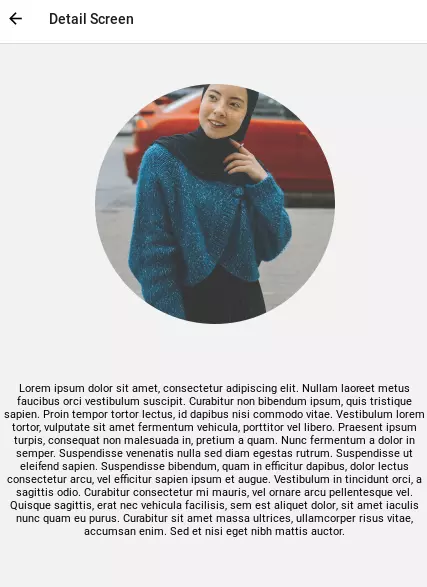 Detail Screen
Lorem ipsum dolor sit amet, consectetur adipiscing elit. Nullam laoreet metus
faucibus orci vestibulum suscipit. Curabitur non bibendum ipsum, quis tristique
sapien. Proin tempor tortor lectus, id dapibus nisi commodo vitae. Vestibulum lorem
tortor, vulputate sit amet fermentum vehicula, porttitor vel libero. Praesent ipsum
turpis, consequat non malesuada in, pretium a quam. Nunc fermentum a dolor in
semper. Suspendisse venenatis nulla sed diam egestas rutrum. Suspendisse ut
eleifend sapien. Suspendisse bibendum, quam in efficitur dapibus, dolor lectus
consectetur arcu, vel efficitur sapien ipsum et augue. Vestibulum in tincidunt orci, a
sagittis odio. Curabitur consectetur mi mauris, vel ornare arcu pellentesque vel.
Quisque sagittis, erat nec vehicula facilisis, sem est aliquet dolor, sit amet iaculis
nunc quam eu purus. Curabitur sit amet massa ultrices, ullamcorper risus vitae,
accumsan enim. Sed et nisi eget nibh mattis auctor.